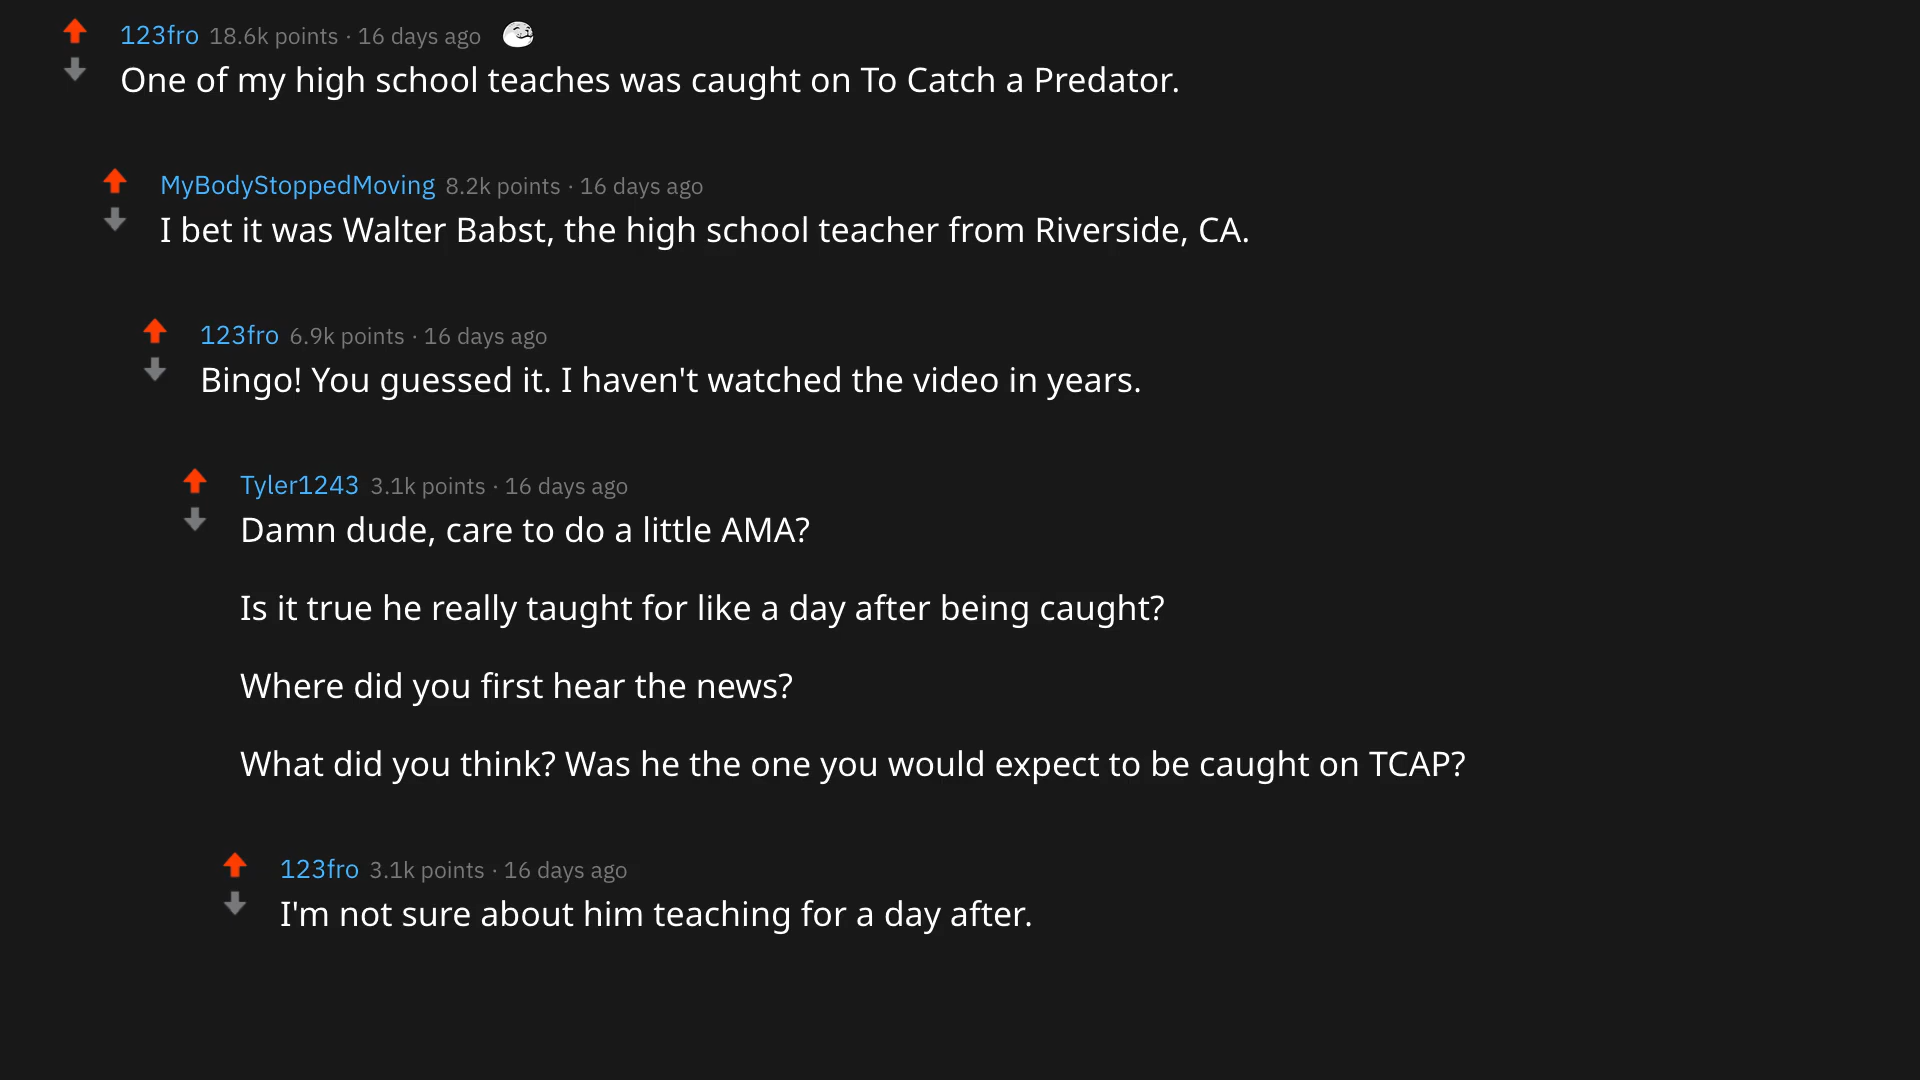 123fro 18.6k points · 16 days ago
One of my high school teaches was caught on To Catch a Predator.
MyBodyStoppedMoving 8.2k points · 16 days ago
I bet it was Walter Babst, the high school teacher from Riverside, CA.
123fro 6.9k points · 16 days ago
Bingo! You guessed it. I haven't watched the video in years.
Tyler1243 3.1k points · 16 days ago
Damn dude, care to do a little AMA?
Is it true he really taught for like a day after being caught?
Where did you first hear the news?
What did you think? Was he the one you would expect to be caught on TCAP?
123fro 3.1k points · 16 days ago
I'm not sure about him teaching for a day after.